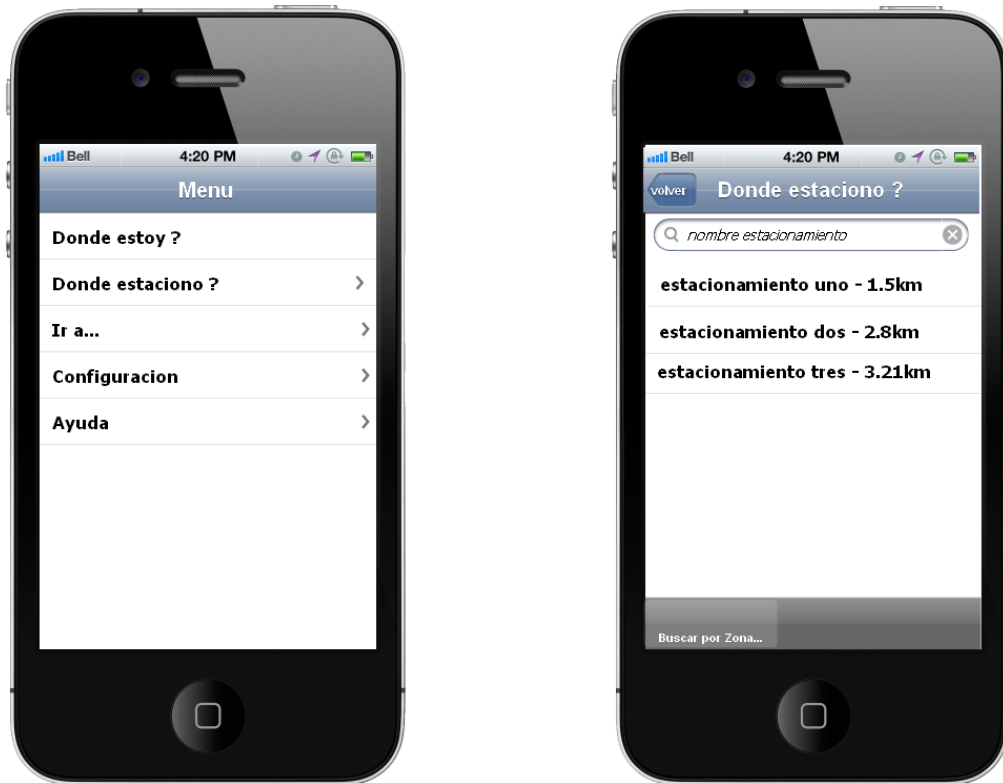 Bell 4:20 PM
Menu
Donde estoy ?
Donde estaciono ?
Ir a...
Configuracion
Ayuda
Bell 4:20 PM
volver Donde estaciono ?
nombre estacionamiento
estacionamiento uno - 1.5km
estacionamiento dos - 2.8km
estacionamiento tres - 3.21km
Buscar por Zona...